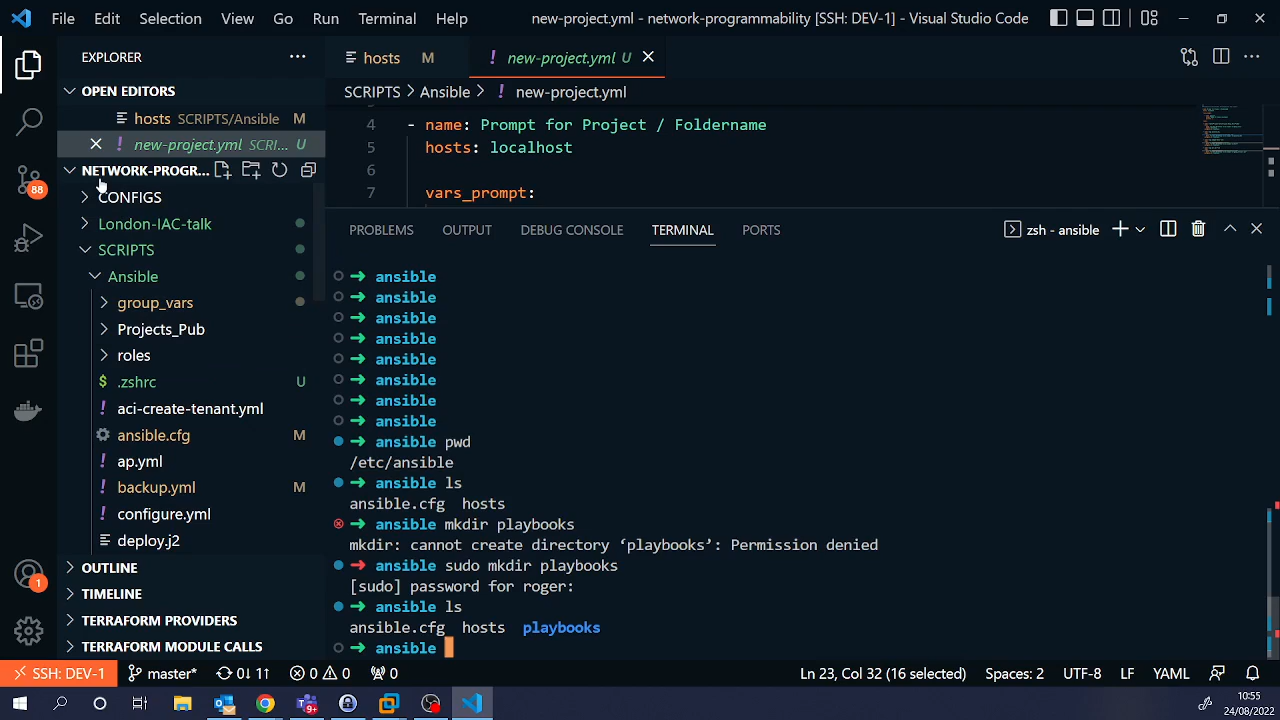 File Edit Selection View Go Run Terminal Help new-project.yml - network-programmability [SSH: DEV-1] - Visual Studio Code
EXPLORER
OPEN EDITORS
hosts SCRIPTS/Ansible M
new-project.yml SCRI... U
NETWORK-PROGR...
CONFIGS
London-IAC-talk
SCRIPTS
Ansible
group_vars
Projects_Pub
roles
.zshrc U
aci-create-tenant.yml
ansible.cfg M
ap.yml
backup.yml M
configure.yml
deploy.j2
OUTLINE
TIMELINE
TERRAFORM PROVIDERS
TERRAFORM MODULE CALLS
88
1
hosts M new-project.yml U
SCRIPTS > Ansible > ! new-project.yml
4 - name: Prompt for Project / Foldername
5 hosts: localhost
6
7 vars_prompt:
PROBLEMS OUTPUT DEBUG CONSOLE TERMINAL PORTS zsh - ansible
➜ ansible
➜ ansible
➜ ansible
➜ ansible
➜ ansible
➜ ansible
➜ ansible
➜ ansible
➜ ansible pwd
/etc/ansible
➜ ansible ls
ansible.cfg hosts
➜ ansible mkdir playbooks
mkdir: cannot create directory ‘playbooks’: Permission denied
➜ ansible sudo mkdir playbooks
[sudo] password for roger:
➜ ansible ls
ansible.cfg hosts playbooks
➜ ansible
SSH: DEV-1 master* 0↓ 1↑ 0 0 0 Ln 23, Col 32 (16 selected) Spaces: 2 UTF-8 LF YAML
10:55
24/08/2022